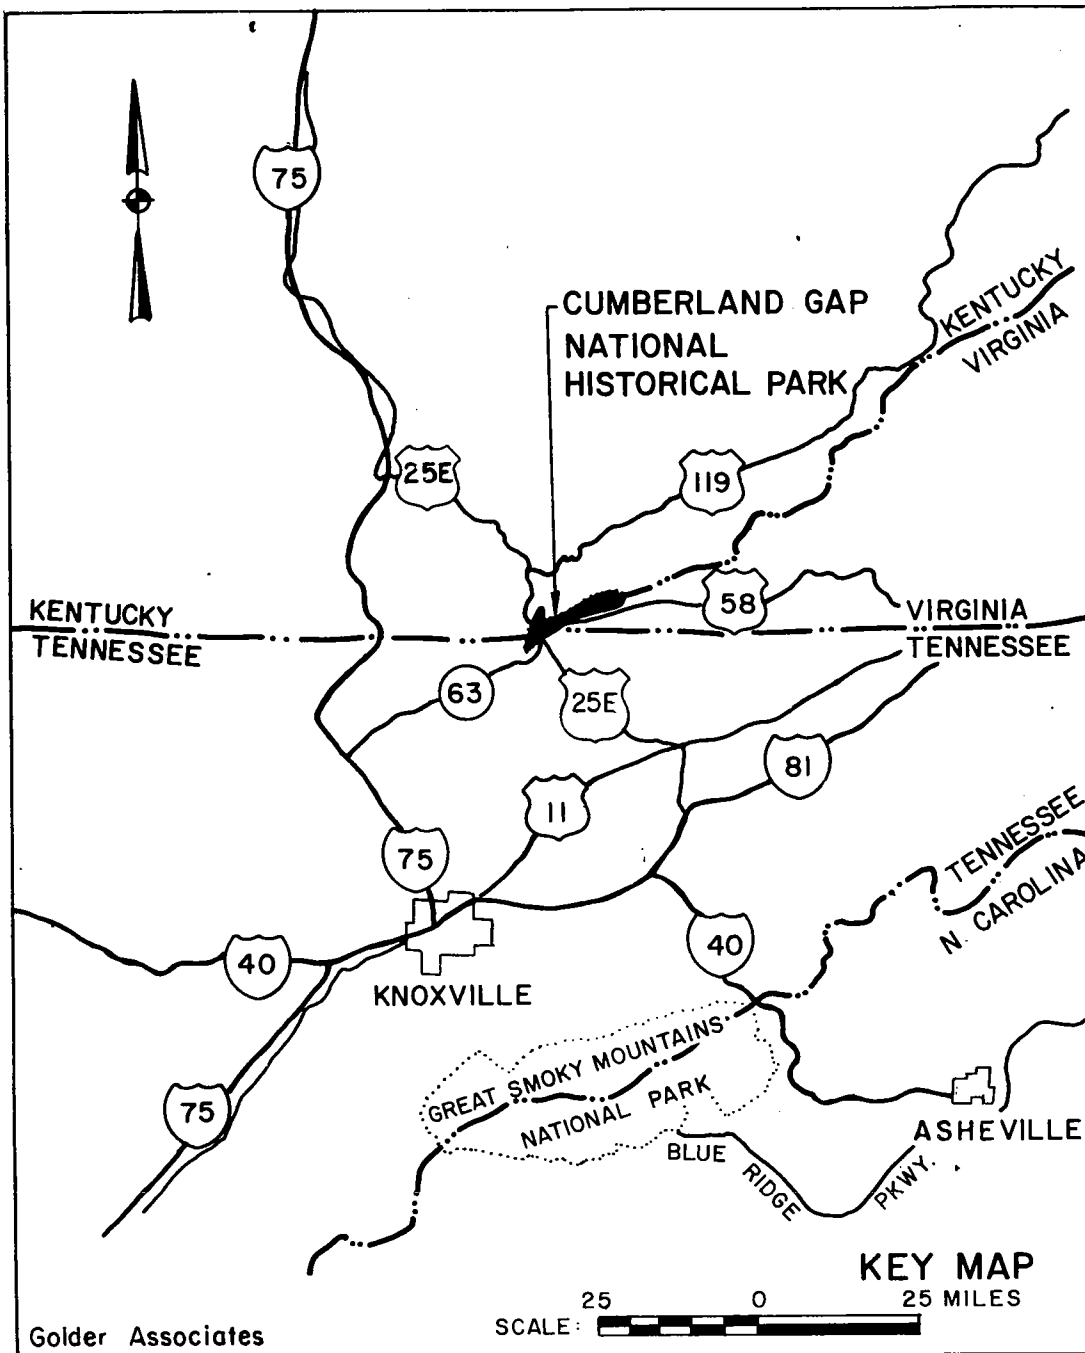 75
CUMBERLAND GAP
NATIONAL
HISTORICAL PARK
KENTUCKY
VIRGINIA
25E
119
58
KENTUCKY
TENNESSEE
VIRGINIA
TENNESSEE
63
25E
81
11
75
TENNESSEE
N. CAROLINA
40
40
KNOXVILLE
GREAT SMOKY MOUNTAINS
NATIONAL PARK
75
ASHEVILLE
BLUE RIDGE PKWY.
KEY MAP
25 0 25 MILES
SCALE:
Golder Associates